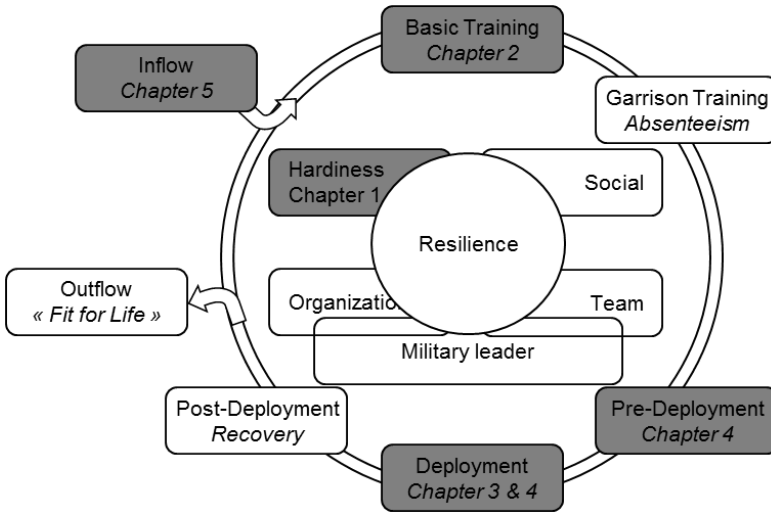 Basic Training
Chapter 2
Inflow
Chapter 5
Garrison Training
Absenteeism
Hardiness
Chapter 1
Social
Resilience
Outflow
« Fit for Life »
Organizatio
Team
Military leader
Post-Deployment
Recovery
Pre-Deployment
Chapter 4
Deployment
Chapter 3 & 4